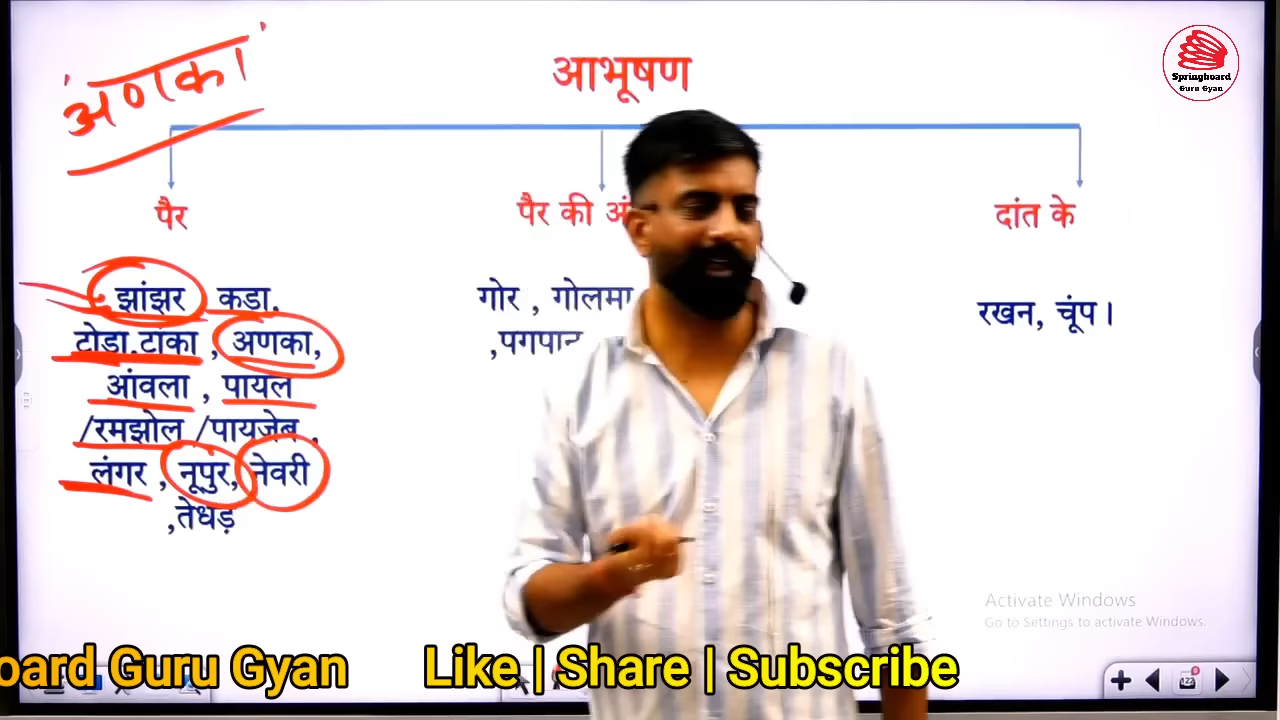 अणका
आभूषण
Springboard
Guru Gyan
पैर
पैर की
दांत के
झांझर , कडा,
टोडा,टांका , अणका,
आंवला , पायल
/रमझोल /पायजेब ,
लंगर , नूपुर, नेवरी
,तेधड़
गोर ,
,पगपान
रखन, चूंप।
Activate Windows
Go to Settings to activate Windows.
oard Guru Gyan Like | Share | Subscribe